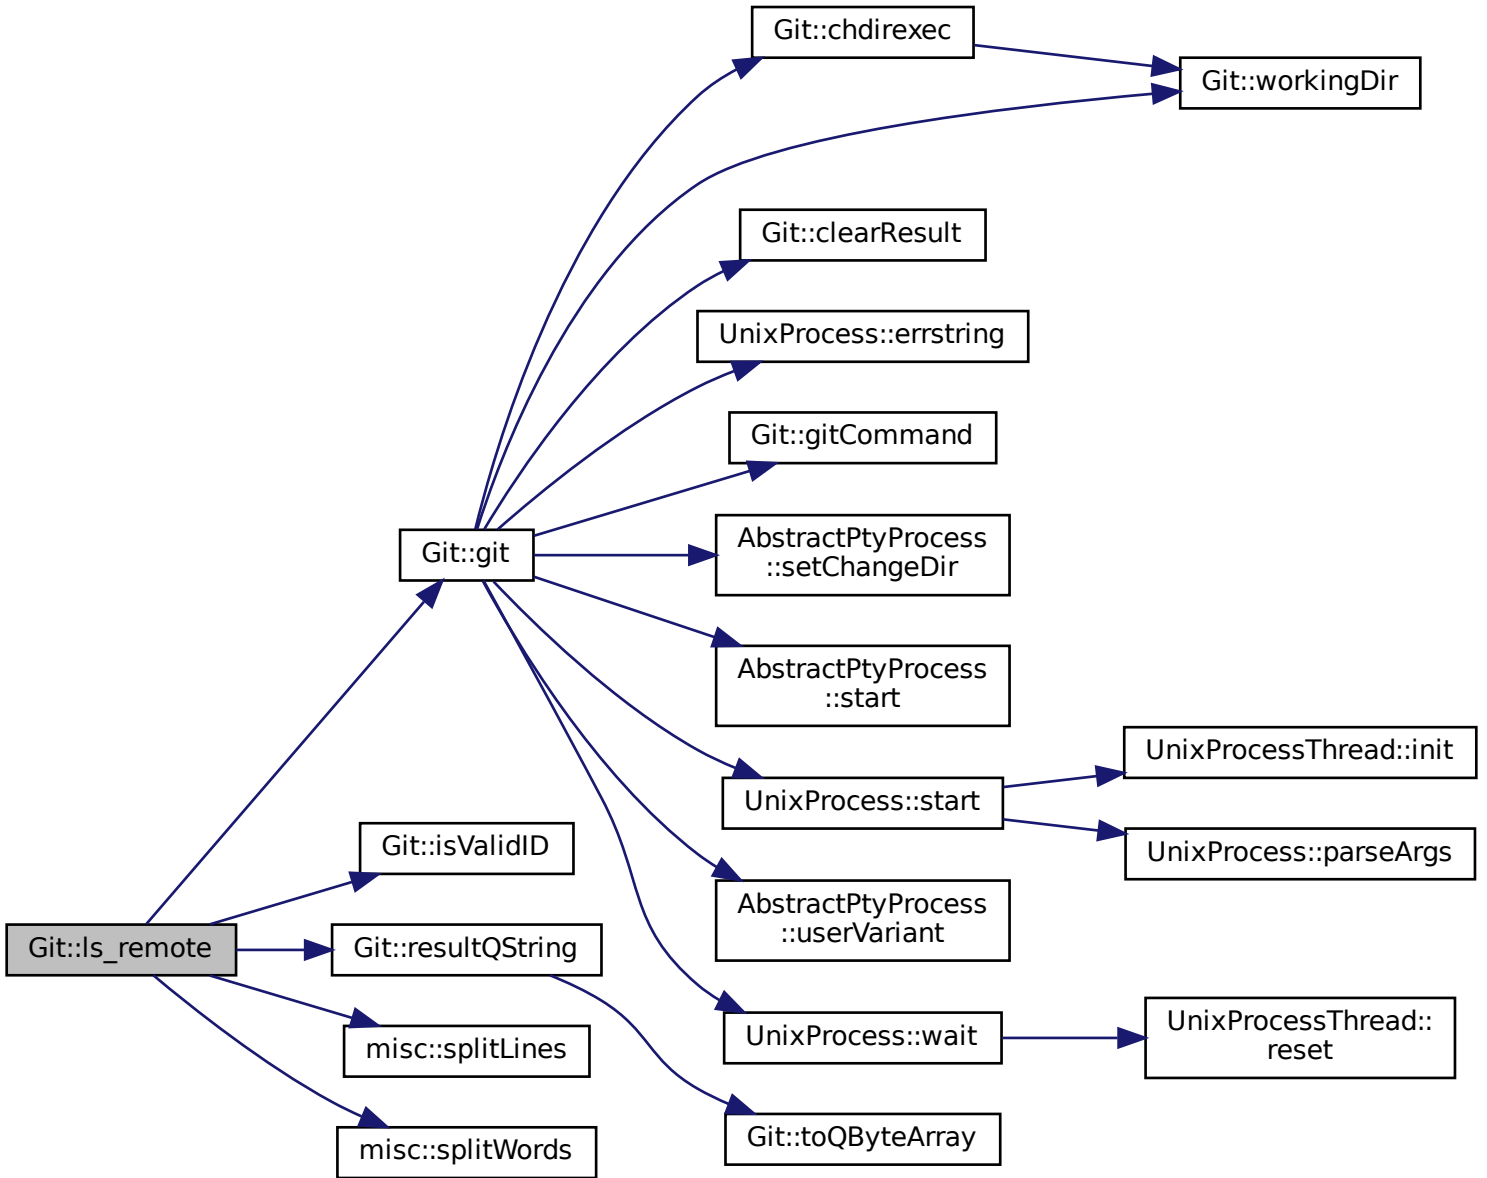 Git::chdirexec
Git::workingDir
Git::clearResult
UnixProcess::errstring
Git::gitCommand
Git::git
AbstractPtyProcess
::setChangeDir
AbstractPtyProcess
::start
UnixProcessThread::init
UnixProcess::start
UnixProcess::parseArgs
Git::isValidID
AbstractPtyProcess
::userVariant
Git::ls_remote
Git::resultQString
UnixProcess::wait
UnixProcessThread::
reset
misc::splitLines
Git::toQByteArray
misc::splitWords